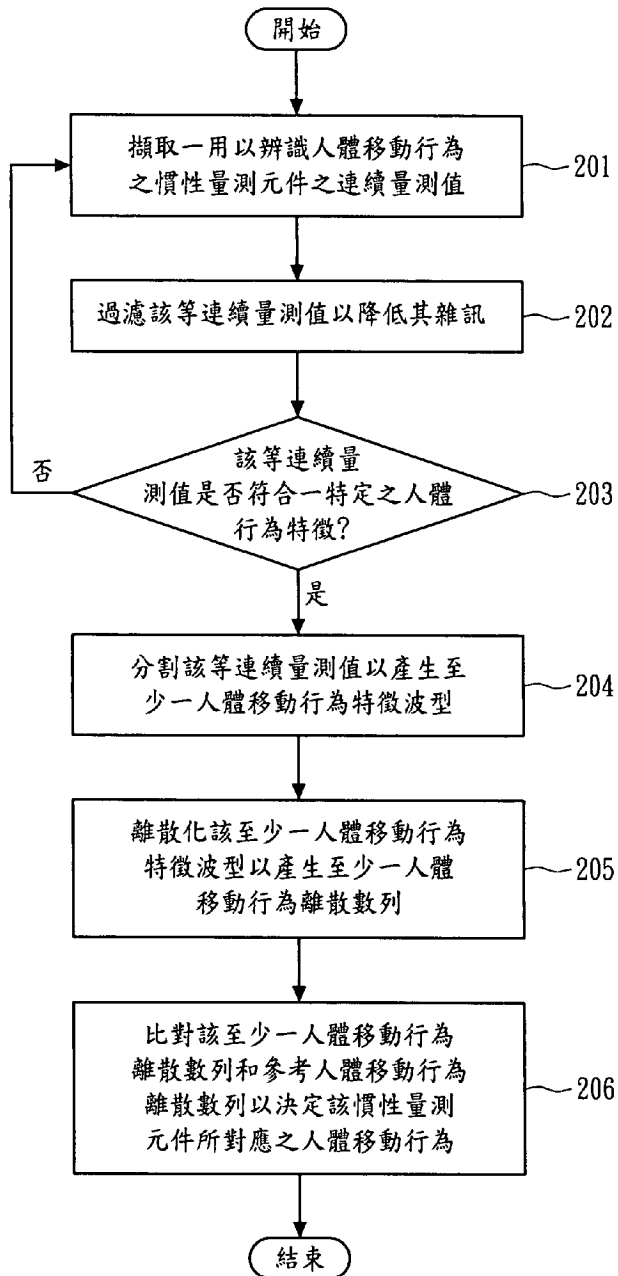 開始
擷取一用以辨識人體移動行為
之慣性量測元件之連續量測值
201
過濾該等連續量測值以降低其雜訊
202
該等連續量
測值是否符合一特定之人體
行為特徵?
203
否
是
分割該等連續量測值以產生至
少一人體移動行為特徵波型
204
離散化該至少一人體移動行為
特徵波型以產生至少一人體
移動行為離散數列
205
比對該至少一人體移動行為
離散數列和參考人體移動行為
離散數列以決定該慣性量測
元件所對應之人體移動行為
206
結束